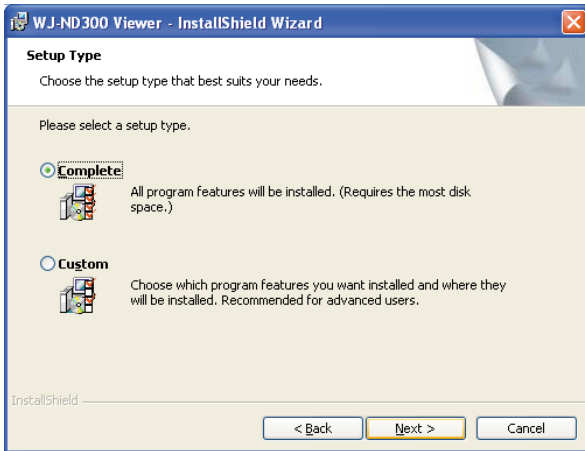 WJ-ND300 Viewer - InstallShield Wizard
Setup Type
Choose the setup type that best suits your needs.
Please select a setup type.
Complete
All program features will be installed. (Requires the most disk
space.)
Custom
Choose which program features you want installed and where they
will be installed. Recommended for advanced users.
InstallShield
< Back Next > Cancel